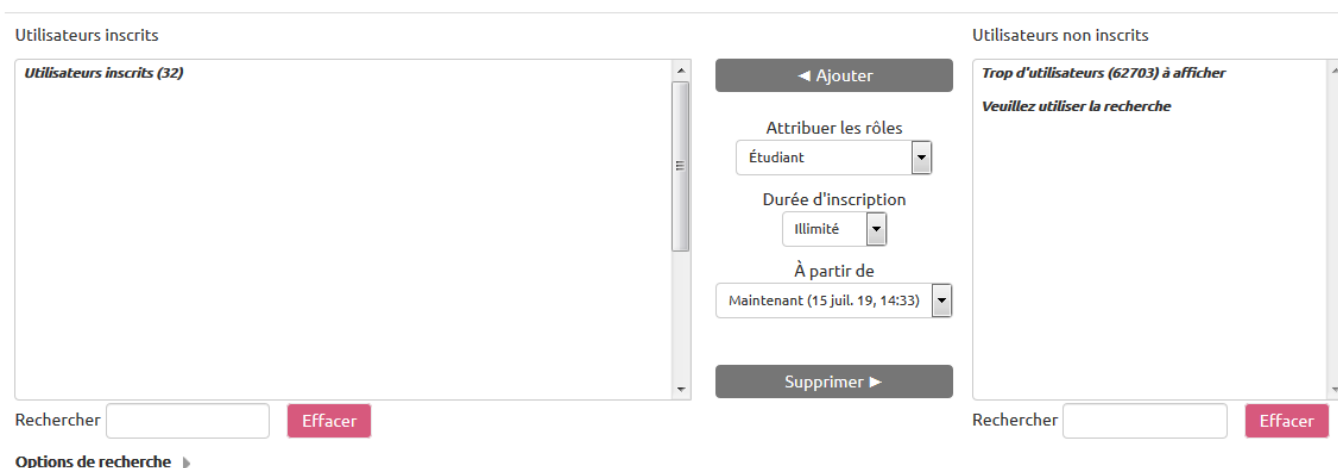 Utilisateurs inscrits
Utilisateurs inscrits (32)
◄ Ajouter
Attribuer les rôles
Étudiant
Durée d'inscription
Illimité
À partir de
Maintenant (15 juil. 19, 14:33)
Supprimer ►
Utilisateurs non inscrits
Trop d'utilisateurs (62703) à afficher
Veuillez utiliser la recherche
Rechercher
Effacer
Rechercher
Effacer
Options de recherche